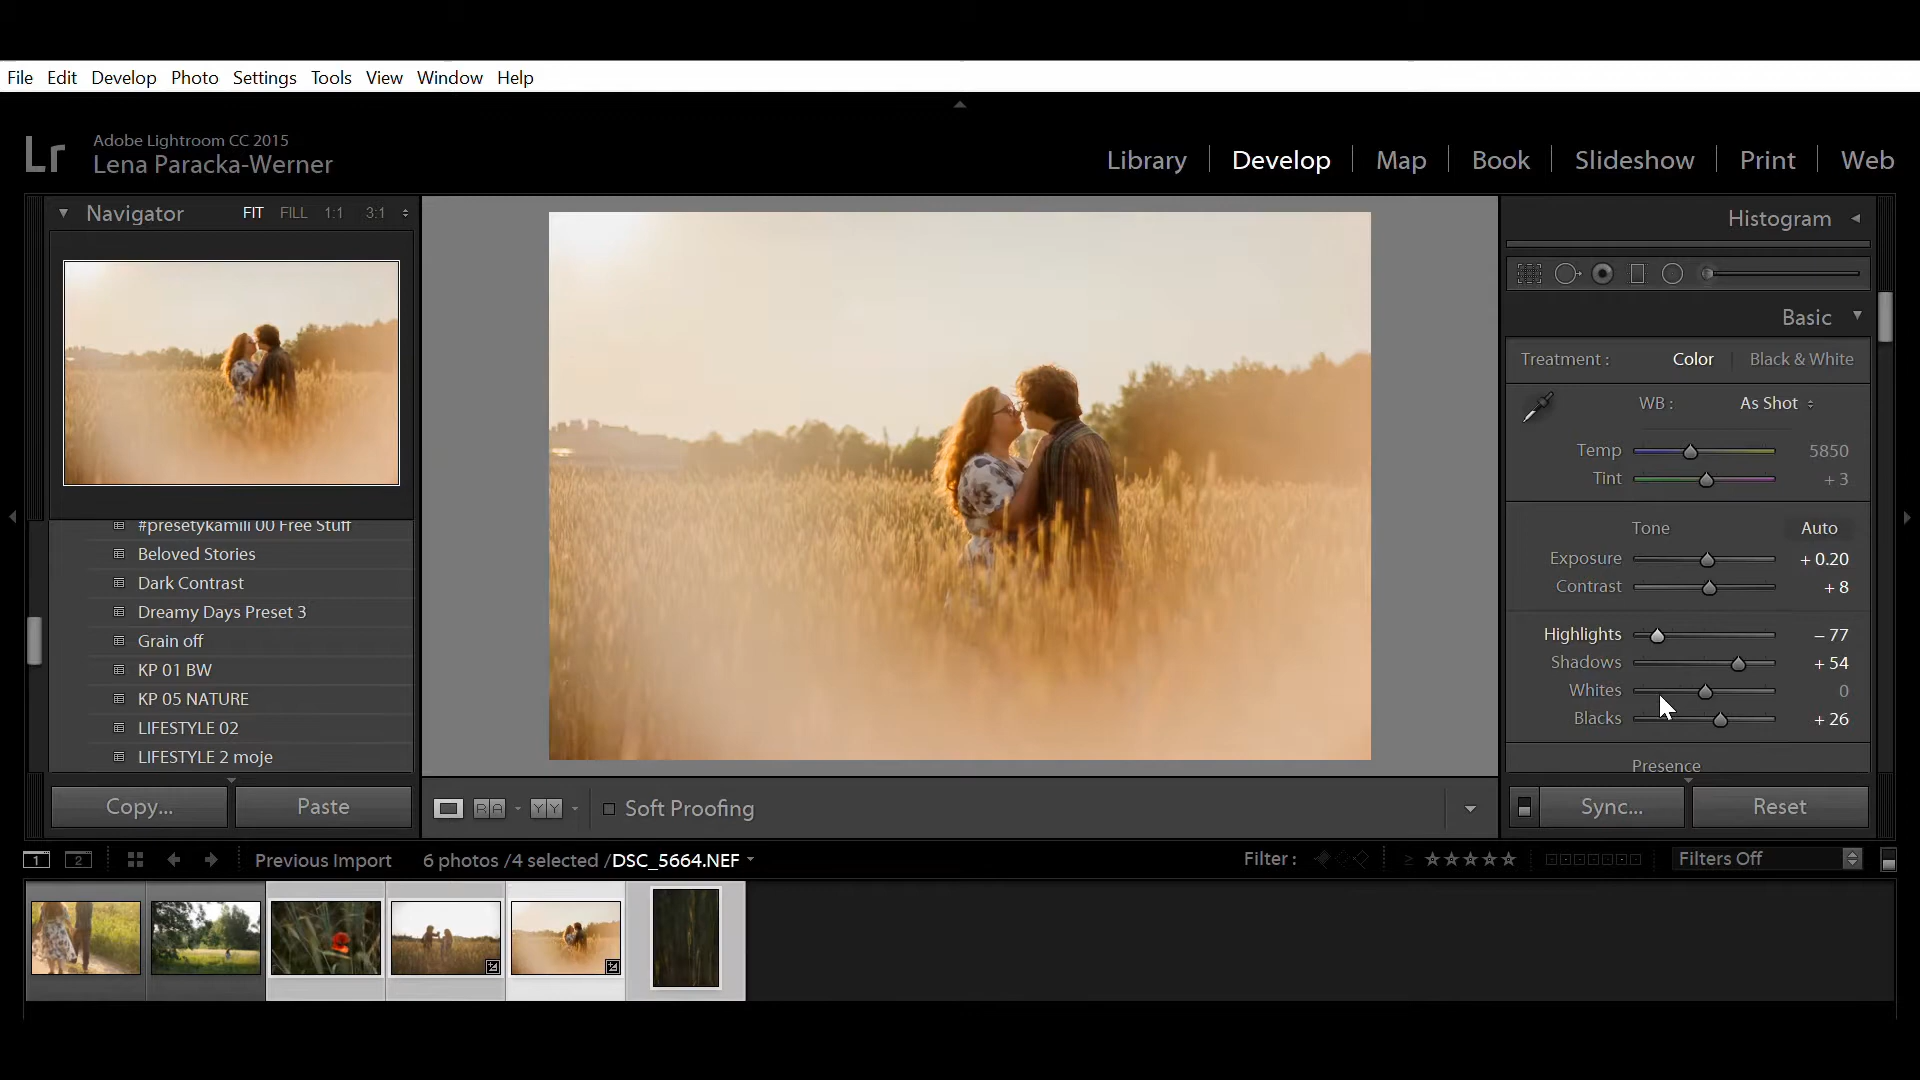 File Edit Develop Photo Settings Tools View Window Help
Lr
Adobe Lightroom CC 2015
Lena Paracka-Werner
Library Develop Map Book Slideshow Print Web
Navigator FIT FILL 1:1 3:1
Histogram
Basic
Treatment : Color Black & White
WB : As Shot
Temp 5850
Tint + 3
Tone Auto
Exposure + 0.20
Contrast + 8
Highlights – 77
Shadows + 54
Whites 0
Blacks + 26
Presence
#presetykamili 00 Free Stuff
Beloved Stories
Dark Contrast
Dreamy Days Preset 3
Grain off
KP 01 BW
KP 05 NATURE
LIFESTYLE 02
LIFESTYLE 2 moje
Copy... Paste
R A Y Y Soft Proofing
Sync... Reset
1 2 Previous Import 6 photos /4 selected /DSC_5664.NEF
Filter : ≥ ★★★★★ Filters Off